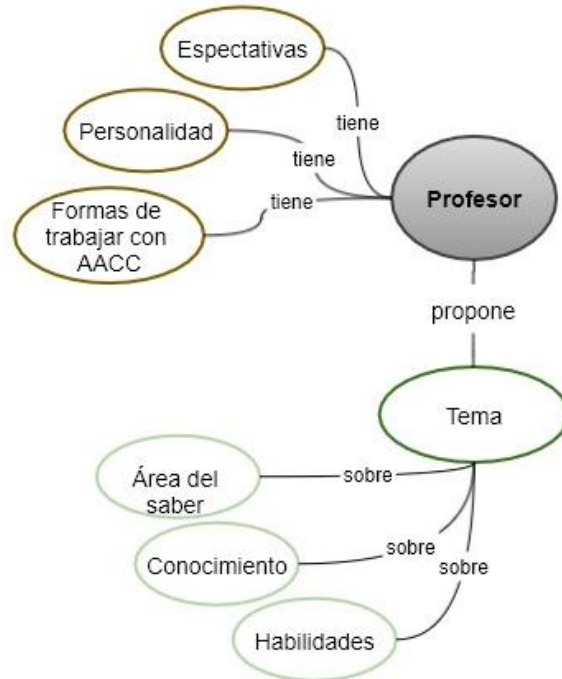 Espectativas
tiene
Personalidad
tiene
Profesor
tiene
Formas de
trabajar con
AACC
propone
Tema
Área del
saber
sobre
Conocimiento
sobre
sobre
Habilidades